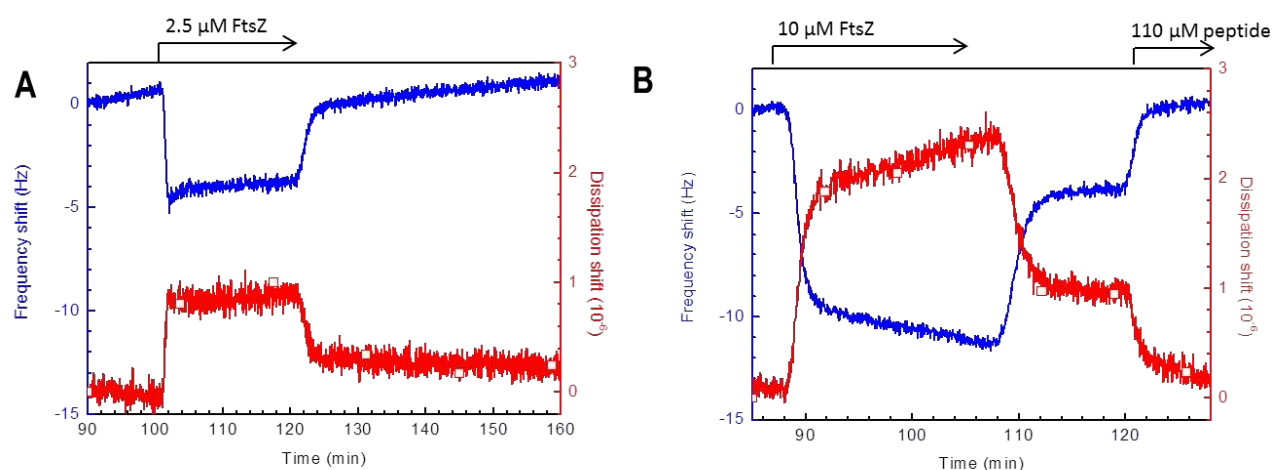 2.5 µM FtsZ
A
Frequency shift (Hz)
0
-5
-10
-15
3
2
1
0
Dissipation shift (10⁻⁶)
90 100 110 120 130 140 150 160
Time (min)
10 µM FtsZ
110 µM peptide
B
Frequency shift (Hz)
0
-5
-10
-15
3
2
1
0
Dissipation shift (10⁻⁶)
90 100 110 120
Time (min)